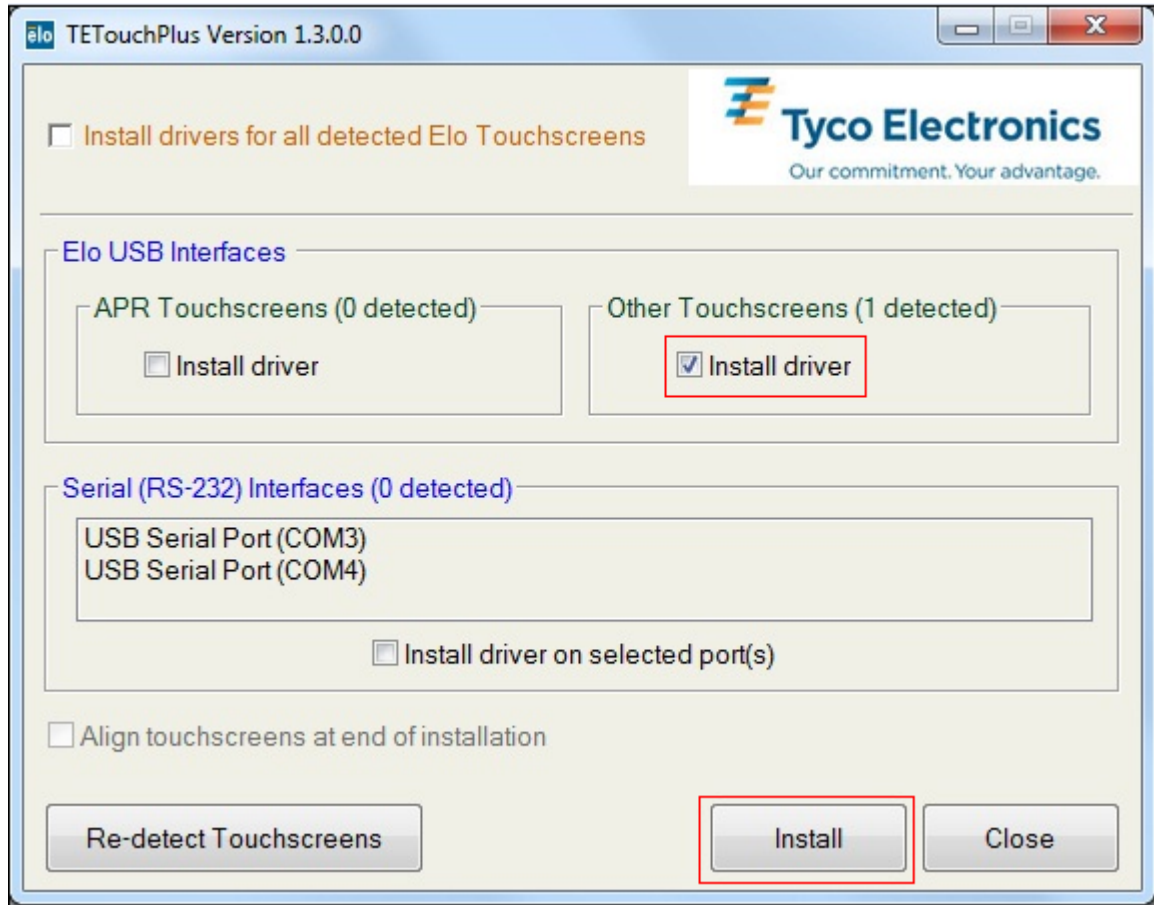 elo TETouchPlus Version 1.3.0.0
Install drivers for all detected Elo Touchscreens
Tyco Electronics
Our commitment. Your advantage.
Elo USB Interfaces
APR Touchscreens (0 detected)
Install driver
Other Touchscreens (1 detected)
Install driver
Serial (RS-232) Interfaces (0 detected)
USB Serial Port (COM3)
USB Serial Port (COM4)
Install driver on selected port(s)
Align touchscreens at end of installation
Re-detect Touchscreens
Install
Close